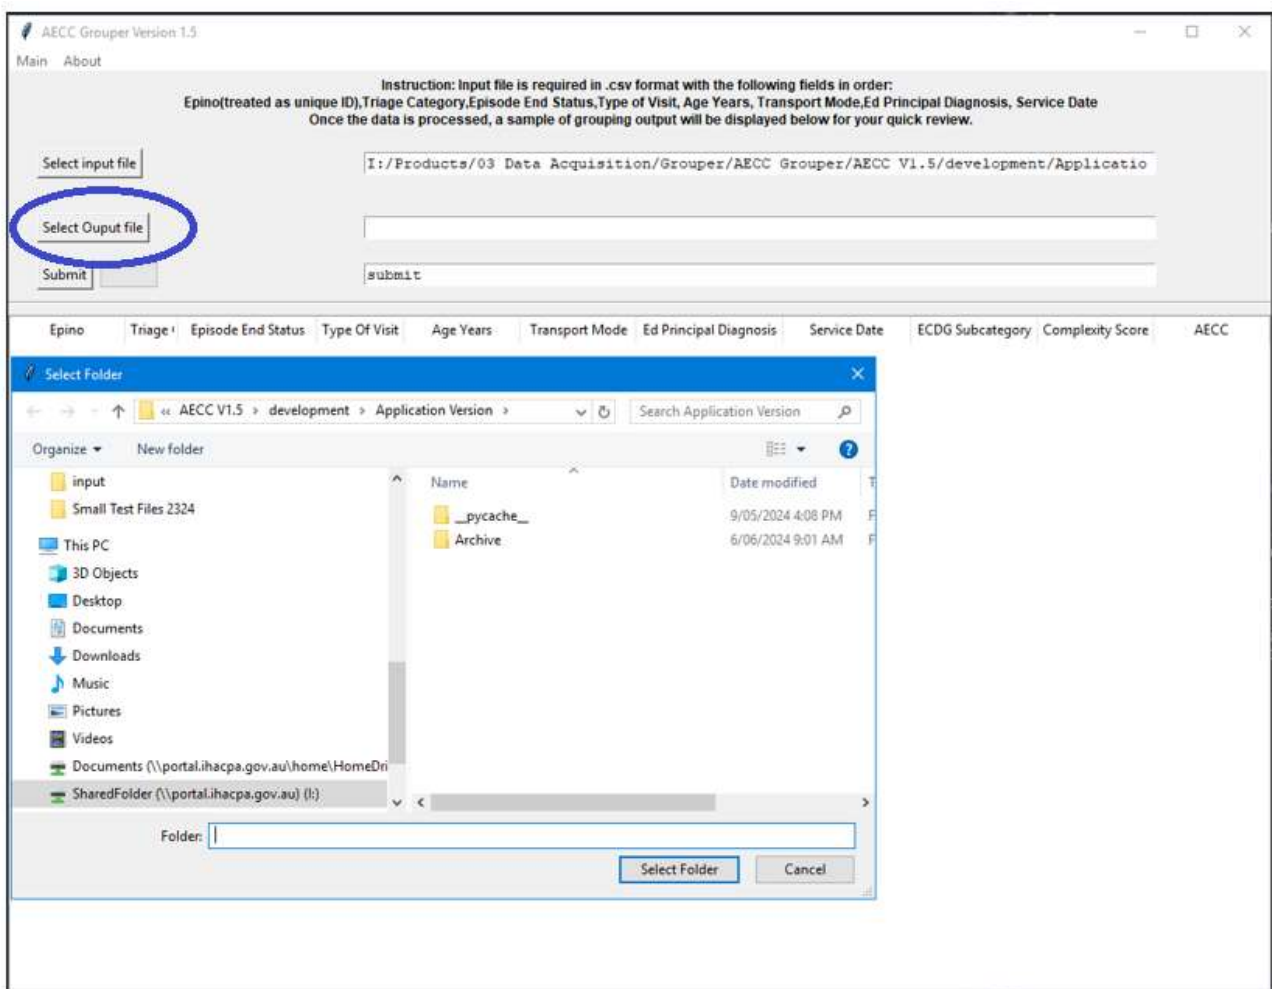 AECC Grouper Version 1.5
Main About
Instruction: Input file is required in .csv format with the following fields in order:
Epino(treated as unique ID),Triage Category,Episode End Status,Type of Visit, Age Years, Transport Mode,Ed Principal Diagnosis, Service Date
Once the data is processed, a sample of grouping output will be displayed below for your quick review.
Select input file I:/Products/03 Data Acquisition/Grouper/AECC Grouper/AECC V1.5/development/Applicatio
Select Ouput file
Submit submit
Epino Triage Episode End Status Type Of Visit Age Years Transport Mode Ed Principal Diagnosis Service Date ECDG Subcategory Complexity Score AECC
Select Folder
« AECC V1.5 > development > Application Version > Search Application Version
Organize New folder
input Name Date modified T
Small Test Files 2324 __pycache__ 9/05/2024 4:08 PM F
This PC Archive 6/06/2024 9:01 AM F
3D Objects
Desktop
Documents
Downloads
Music
Pictures
Videos
Documents (\\portal.ihacpa.gov.au\home\HomeDri
SharedFolder (\\portal.ihacpa.gov.au) (I:)
Folder:
Select Folder Cancel